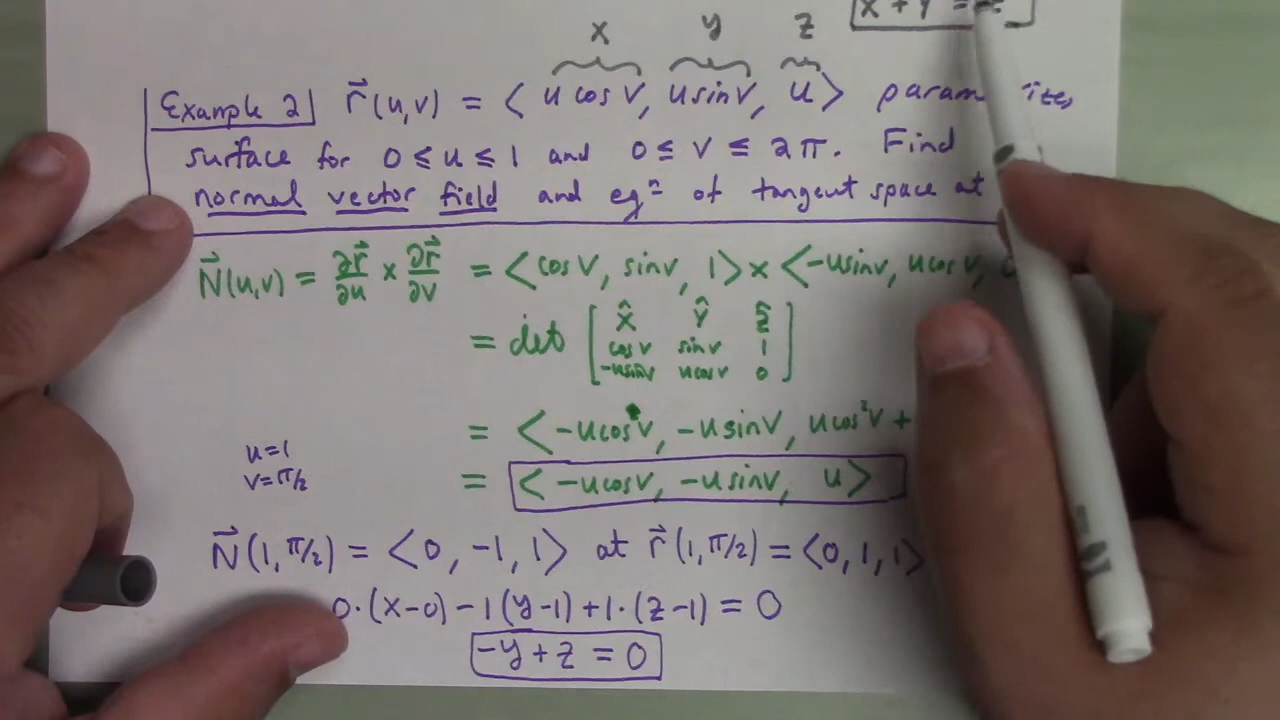 x y z
x + y =
Example 2 r⃗(u,v) = ⟨ u cos v, u sin v, u ⟩
surface for 0 ≤ u ≤ 1 and 0 ≤ v ≤ 2π. Find
normal vector field and eqⁿ of tangent space at
N⃗(u,v) = ∂r⃗/∂u × ∂r⃗/∂v = ⟨cos v, sin v, 1⟩ × ⟨-u sin v, u cos v,
= det [ x̂ ŷ ẑ
cos v sin v 1
-u sin v u cos v 0 ]
= ⟨ -u cos v, -u sin v, u cos²v +
u=1
v=π/2
= ⟨ -u cos v, -u sin v, u ⟩
N⃗(1, π/2) = ⟨0, -1, 1⟩ at r⃗(1, π/2) = ⟨0, 1, 1⟩
0·(x-0) - 1(y-1) + 1·(z-1) = 0
-y + z = 0